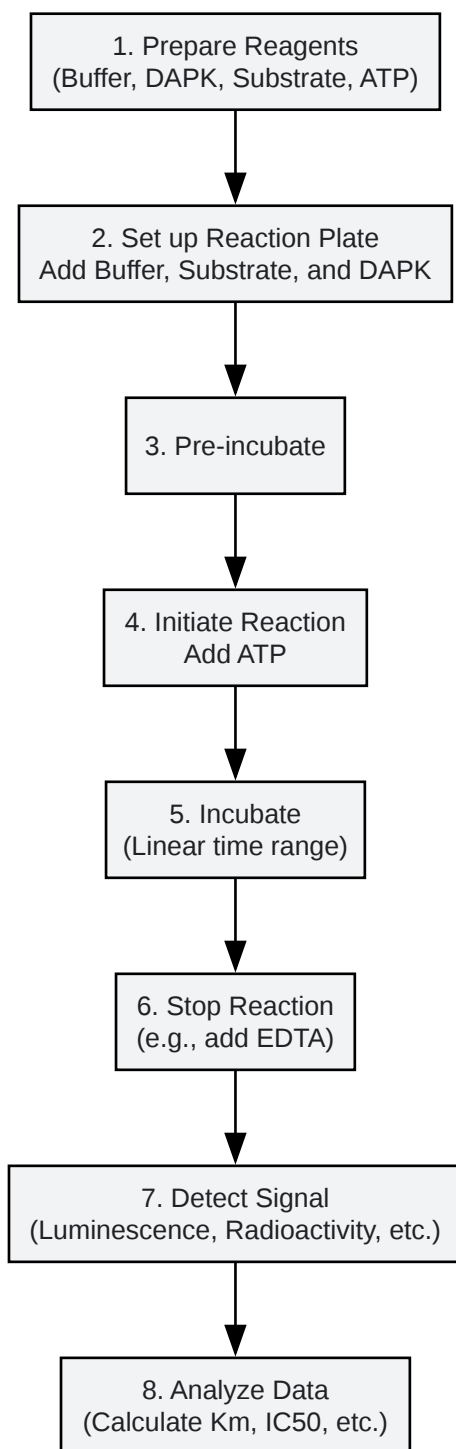 1. Prepare Reagents
(Buffer, DAPK, Substrate, ATP)
2. Set up Reaction Plate
Add Buffer, Substrate, and DAPK
3. Pre-incubate
4. Initiate Reaction
Add ATP
5. Incubate
(Linear time range)
6. Stop Reaction
(e.g., add EDTA)
7. Detect Signal
(Luminescence, Radioactivity, etc.)
8. Analyze Data
(Calculate Km, IC50, etc.)